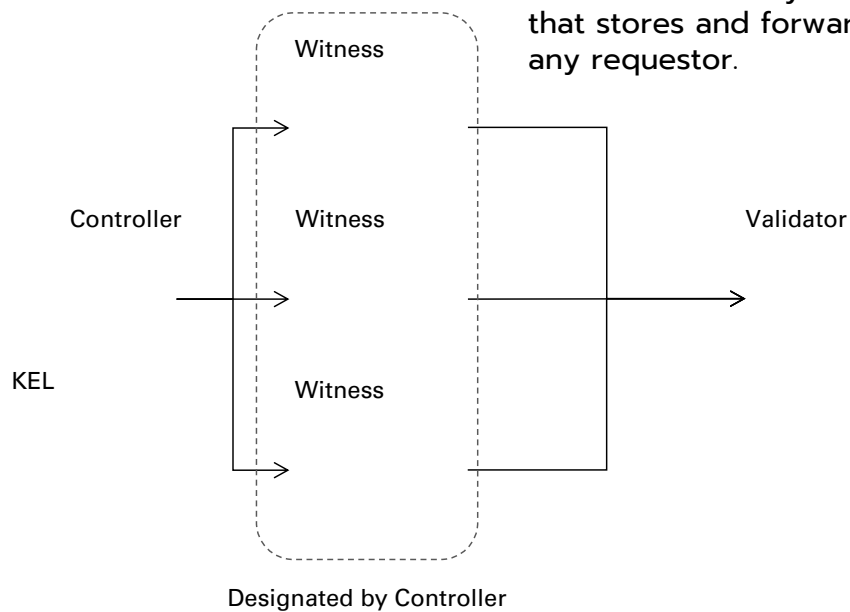 Witness
that stores and forwar
any requestor.
Controller
Witness
Validator
KEL
Witness
Designated by Controller